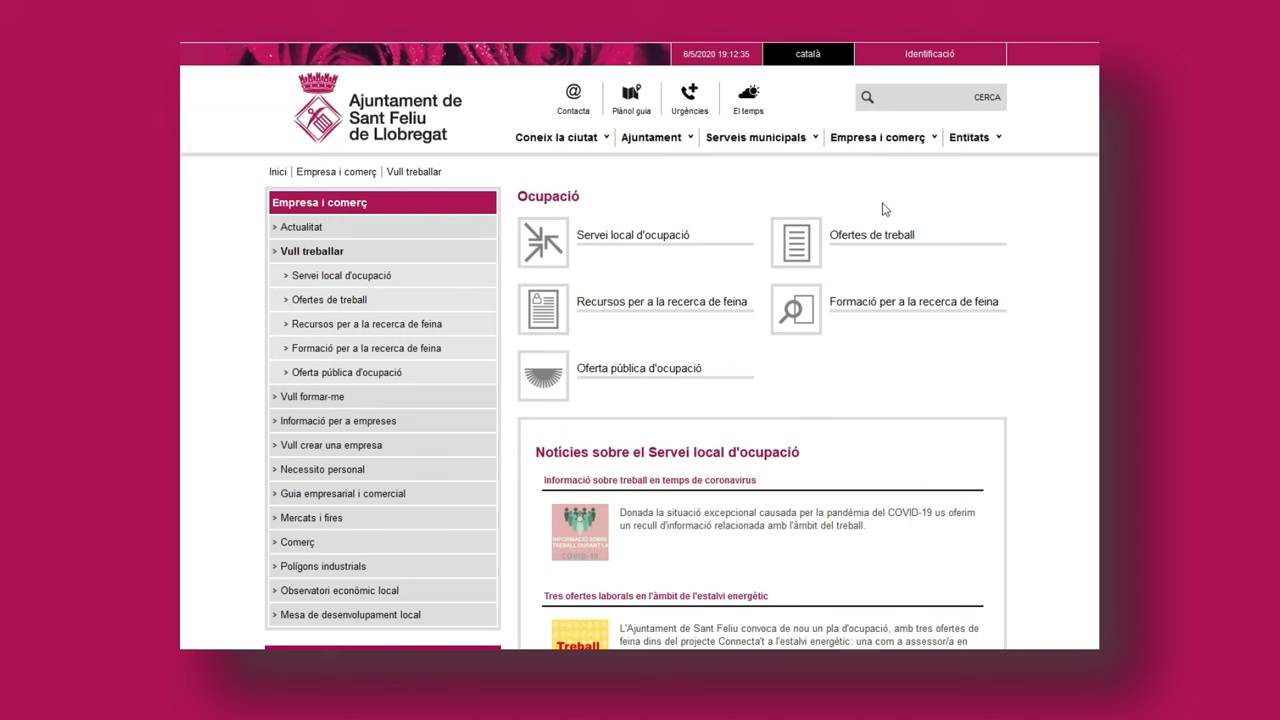 6/5/2020 19:12:35
català
Identificació
Ajuntament de
Sant Feliu
de Llobregat
Contacta
Plànol guia
Urgències
El temps
CERCA
Coneix la ciutat
Ajuntament
Serveis municipals
Empresa i comerç
Entitats
Inici | Empresa i comerç | Vull treballar
Empresa i comerç
> Actualitat
> Vull treballar
> Servei local d'ocupació
> Ofertes de treball
> Recursos per a la recerca de feina
> Formació per a la recerca de feina
> Oferta pública d'ocupació
> Vull formar-me
> Informació per a empreses
> Vull crear una empresa
> Necessito personal
> Guia empresarial i comercial
> Mercats i fires
> Comerç
> Polígons industrials
> Observatori econòmic local
> Mesa de desenvolupament local
Ocupació
Servei local d'ocupació
Ofertes de treball
Recursos per a la recerca de feina
Formació per a la recerca de feina
Oferta pública d'ocupació
Notícies sobre el Servei local d'ocupació
Informació sobre treball en temps de coronavirus
INFORMACIÓ SOBRE
TREBALL DURANT LA
COVID-19
Donada la situació excepcional causada per la pandèmia del COVID-19 us oferim
un recull d'informació relacionada amb l'àmbit del treball.
Tres ofertes laborals en l'àmbit de l'estalvi energètic
Treball
L'Ajuntament de Sant Feliu convoca de nou un pla d'ocupació, amb tres ofertes de
feina dins del projecte Connecta't a l'estalvi energètic: una com a assessor/a en